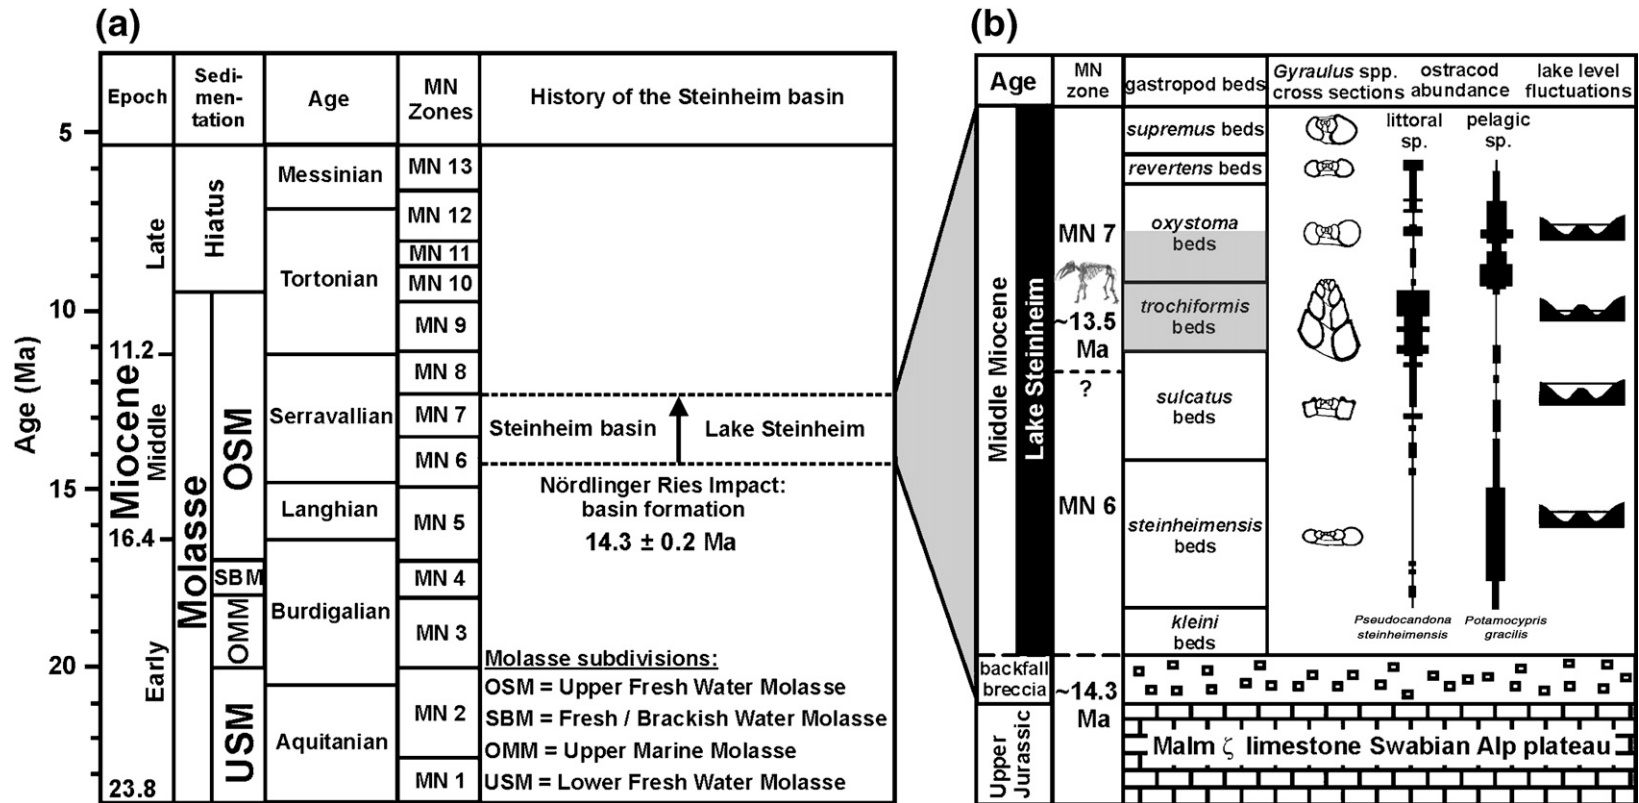 (a)
Epoch
Sedi-
men-
tation
Age
MN
Zones
History of the Steinheim basin
Age (Ma)
5
10
15
20
11.2
16.4
23.8
Miocene
Late
Middle
Early
Hiatus
Molasse
OSM
SBM
OMM
USM
Messinian
Tortonian
Serravallian
Langhian
Burdigalian
Aquitanian
MN 13
MN 12
MN 11
MN 10
MN 9
MN 8
MN 7
MN 6
MN 5
MN 4
MN 3
MN 2
MN 1
Steinheim basin
Lake Steinheim
Nördlinger Ries Impact:
basin formation
14.3 ± 0.2 Ma
Molasse subdivisions:
OSM = Upper Fresh Water Molasse
SBM = Fresh / Brackish Water Molasse
OMM = Upper Marine Molasse
USM = Lower Fresh Water Molasse
(b)
Age
MN
zone
gastropod beds
Gyraulus spp.
cross sections
ostracod
abundance
lake level
fluctuations
littoral
sp.
pelagic
sp.
Middle Miocene
Lake Steinheim
MN 7
~13.5
Ma
?
MN 6
supremus beds
revertens beds
oxystoma
beds
trochiformis
beds
sulcatus
beds
steinheimensis
beds
kleini
beds
Pseudocandona
steinheimensis
Potamocypris
gracilis
backfall
breccia
~14.3
Ma
Upper
Jurassic
Malm ζ limestone Swabian Alp plateau